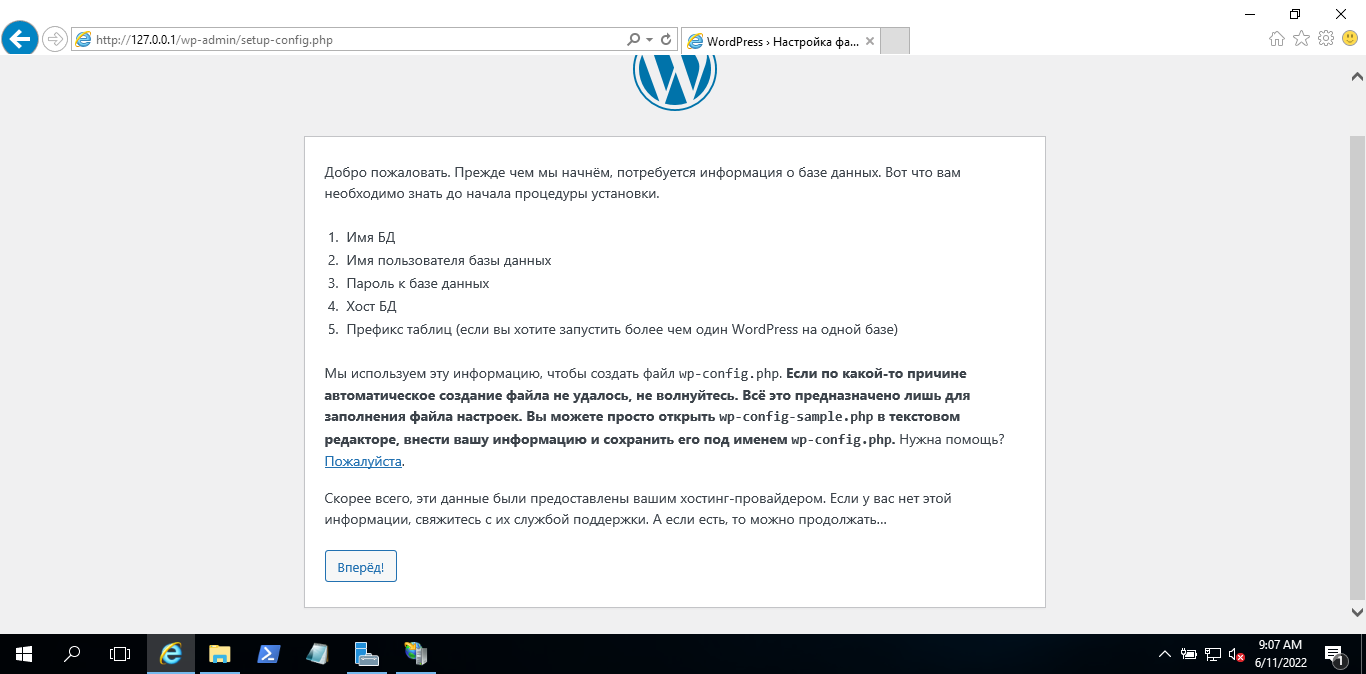 http://127.0.0.1/wp-admin/setup-config.php
WordPress › Настройка фа...
Добро пожаловать. Прежде чем мы начнём, потребуется информация о базе данных. Вот что вам
необходимо знать до начала процедуры установки.
1. Имя БД
2. Имя пользователя базы данных
3. Пароль к базе данных
4. Хост БД
5. Префикс таблиц (если вы хотите запустить более чем один WordPress на одной базе)
Мы используем эту информацию, чтобы создать файл wp-config.php. Если по какой-то причине
автоматическое создание файла не удалось, не волнуйтесь. Всё это предназначено лишь для
заполнения файла настроек. Вы можете просто открыть wp-config-sample.php в текстовом
редакторе, внести вашу информацию и сохранить его под именем wp-config.php. Нужна помощь?
Пожалуйста.
Скорее всего, эти данные были предоставлены вашим хостинг-провайдером. Если у вас нет этой
информации, свяжитесь с их службой поддержки. А если есть, то можно продолжать…
Вперёд!
9:07 AM
6/11/2022
1